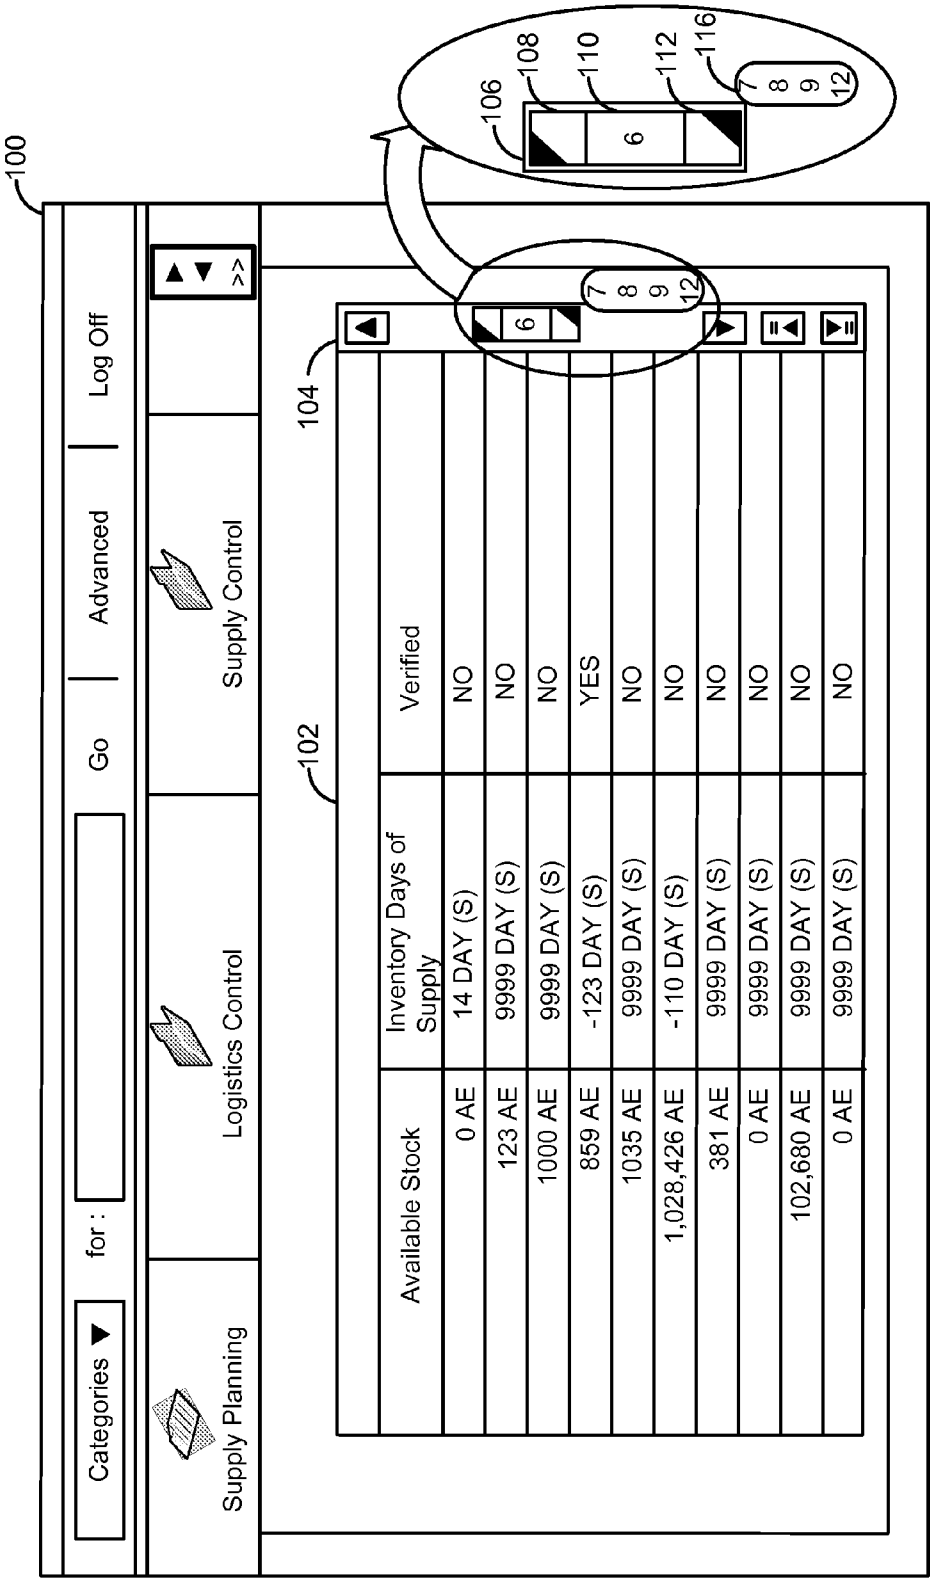 100
Categories ▼ for : Go | Advanced | Log Off
Supply Planning
Logistics Control
Supply Control
>>
102
104
Available Stock
Inventory Days of
Supply
Verified
0 AE 14 DAY (S) NO
123 AE 9999 DAY (S) NO
1000 AE 9999 DAY (S) NO
859 AE -123 DAY (S) YES
1035 AE 9999 DAY (S) NO
1,028,426 AE -110 DAY (S) NO
381 AE 9999 DAY (S) NO
0 AE 9999 DAY (S) NO
102,680 AE 9999 DAY (S) NO
0 AE 9999 DAY (S) NO
6
7
8
9
12
106
108
110
112
116
6
7
8
9
12